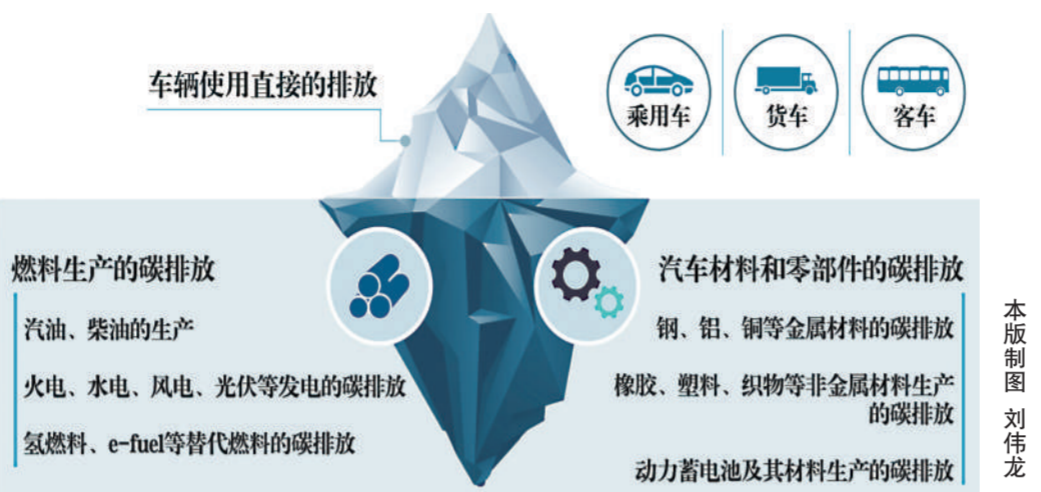 车辆使用直接的排放
乘用车
货车
客车
燃料生产的碳排放
汽油、柴油的生产
火电、水电、风电、光伏等发电的碳排放
氢燃料、e-fuel等替代燃料的碳排放
汽车材料和零部件的碳排放
钢、铝、铜等金属材料的碳排放
橡胶、塑料、织物等非金属材料生产
的碳排放
动力蓄电池及其材料生产的碳排放
本版制图 刘伟龙